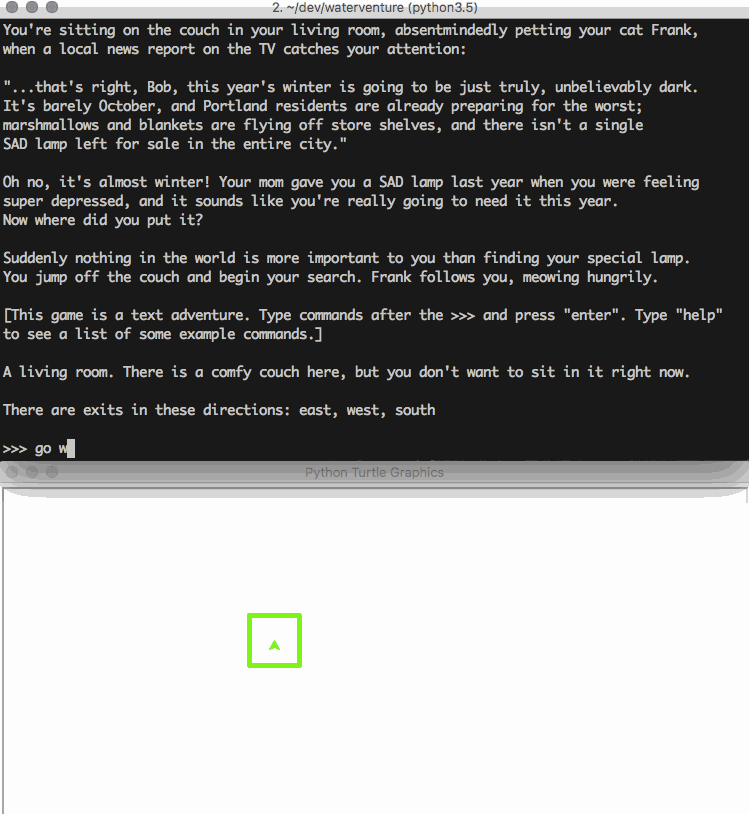 2. ~/dev/waterventure (python3.5)
You're sitting on the couch in your living room, absentmindedly petting your cat Frank,
when a local news report on the TV catches your attention:
"...that's right, Bob, this year's winter is going to be just truly, unbelievably dark.
It's barely October, and Portland residents are already preparing for the worst;
marshmallows and blankets are flying off store shelves, and there isn't a single
SAD lamp left for sale in the entire city."
Oh no, it's almost winter! Your mom gave you a SAD lamp last year when you were feeling
super depressed, and it sounds like you're really going to need it this year.
Now where did you put it?
Suddenly nothing in the world is more important to you than finding your special lamp.
You jump off the couch and begin your search. Frank follows you, meowing hungrily.
[This game is a text adventure. Type commands after the >>> and press "enter". Type "help"
to see a list of some example commands.]
A living room. There is a comfy couch here, but you don't want to sit in it right now.
There are exits in these directions: east, west, south
>>> go w
Python Turtle Graphics